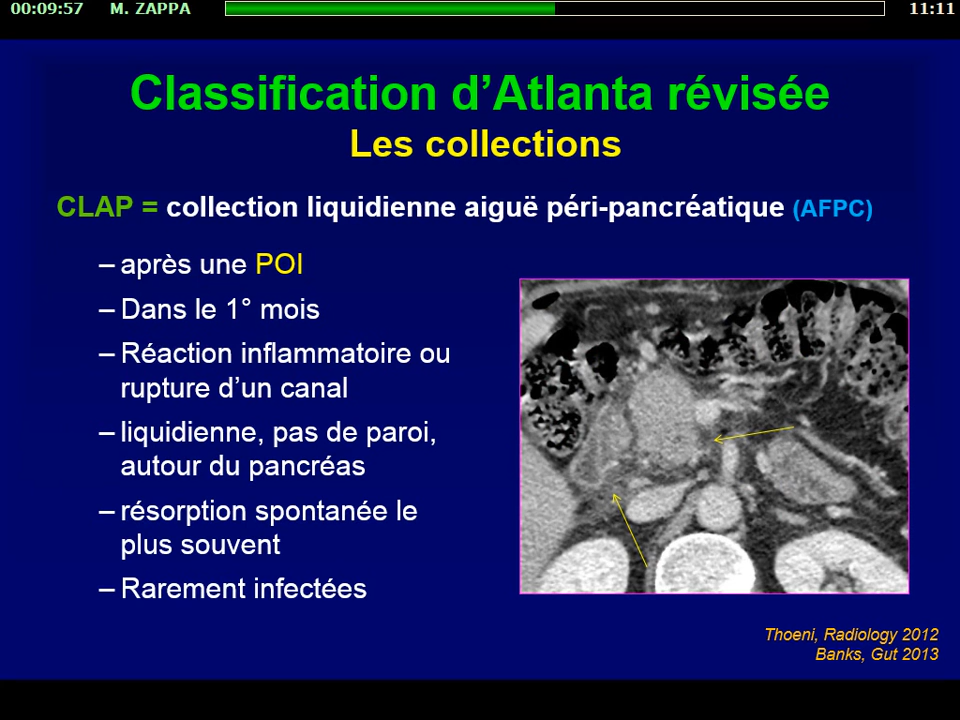 00:09:57 M. ZAPPA 11:11
Classification d’Atlanta révisée
Les collections
CLAP = collection liquidienne aiguë péri-pancréatique (AFPC)
– après une POI
– Dans le 1° mois
– Réaction inflammatoire ou
rupture d’un canal
– liquidienne, pas de paroi,
autour du pancréas
– résorption spontanée le
plus souvent
– Rarement infectées
Thoeni, Radiology 2012
Banks, Gut 2013